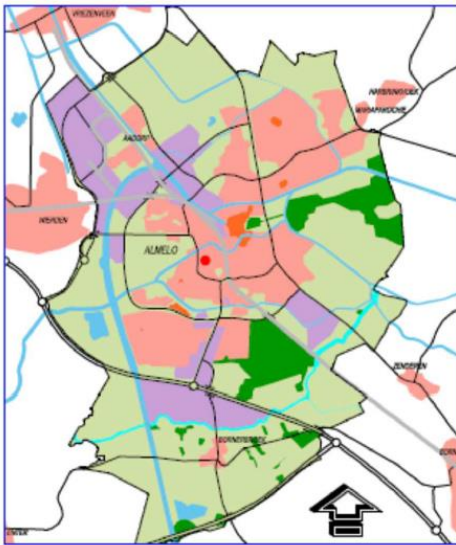 VRIEZENVEEN
HARBRINKHOEK
MARIAPAROCHIE
AADORP
WIERDEN
ALMELO
ZENDEREN
BORNERBROEK